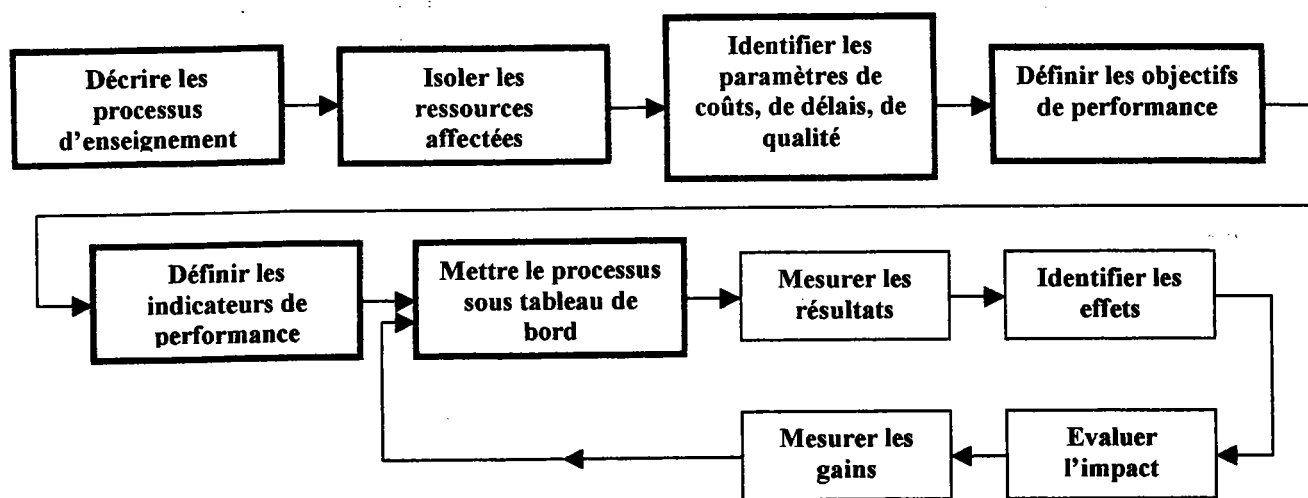 Décrire les
processus
d'enseignement
Isoler les
ressources
affectées
Identifier les
paramètres de
coûts, de délais, de
qualité
Définir les objectifs
de performance
Définir les
indicateurs de
performance
Mettre le processus
sous tableau de
bord
Mesurer les
résultats
Identifier les
effets
Mesurer les
gains
Evaluer
l'impact